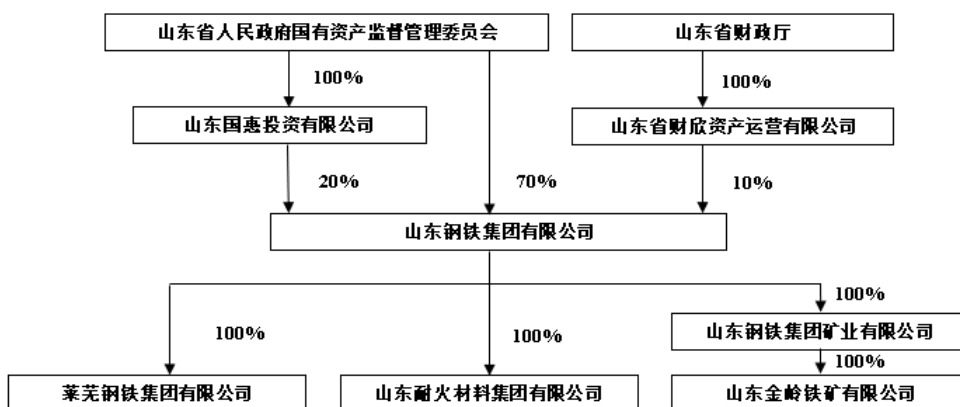 山东省人民政府国有资产监督管理委员会
山东省财政厅
100%
100%
山东国惠投资有限公司
山东省财欣资产运营有限公司
20%
70%
10%
山东钢铁集团有限公司
100%
100%
100%
山东钢铁集团矿业有限公司
100%
莱芜钢铁集团有限公司
山东耐火材料集团有限公司
山东金岭铁矿有限公司